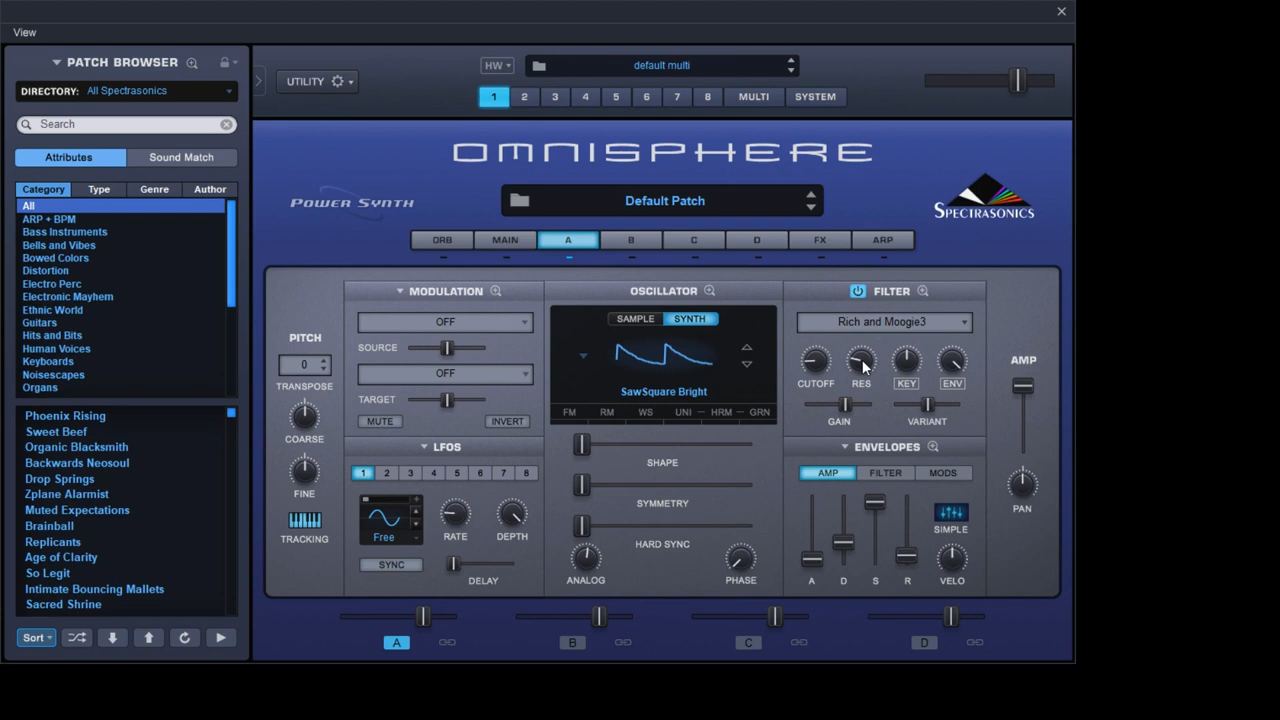 View
PATCH BROWSER
DIRECTORY: All Spectrasonics
Search
Attributes
Sound Match
Category
Type
Genre
Author
All
ARP + BPM
Bass Instruments
Bells and Vibes
Bowed Colors
Distortion
Electro Perc
Electronic Mayhem
Ethnic World
Guitars
Hits and Bits
Human Voices
Keyboards
Noisescapes
Organs
Phoenix Rising
Sweet Beef
Organic Blacksmith
Backwards Neosoul
Drop Springs
Zplane Alarmist
Muted Expectations
Brainball
Replicants
Age of Clarity
So Legit
Intimate Bouncing Mallets
Sacred Shrine
Sort
UTILITY
HW
default multi
1 2 3 4 5 6 7 8 MULTI SYSTEM
OMNISPHERE
POWER SYNTH
Default Patch
SPECTRASONICS
ORB MAIN A B C D FX ARP
PITCH
0
TRANSPOSE
COARSE
FINE
TRACKING
MODULATION
OFF
SOURCE
OFF
TARGET
MUTE
INVERT
LFOS
1 2 3 4 5 6 7 8
Free
RATE
DEPTH
SYNC
DELAY
OSCILLATOR
SAMPLE SYNTH
SawSquare Bright
FM RM WS UNI HRM GRN
SHAPE
SYMMETRY
HARD SYNC
ANALOG
PHASE
FILTER
Rich and Moogie3
CUTOFF RES KEY ENV
GAIN
VARIANT
ENVELOPES
AMP FILTER MODS
SIMPLE
A D S R VELO
AMP
PAN
A B C D